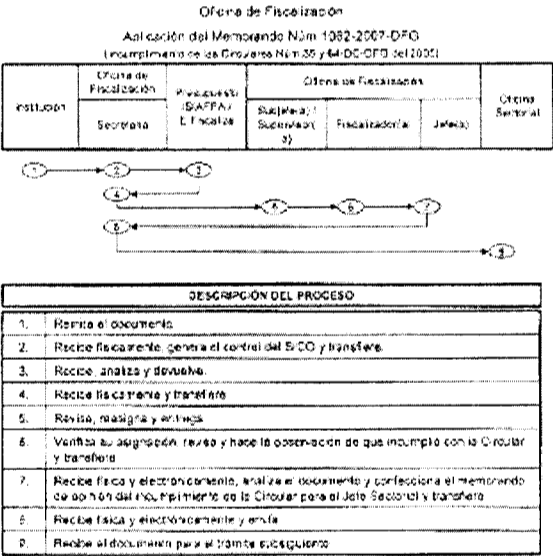 Oficina de Fiscalización
Aplicación del Memorando Núm 1082-2007-DFG
(Incumplimiento de las Circulares Núm 35 y 64-DC-DFG del 2005)
Institución
Oficina de
Fiscalización
Secretaria
Presupuesto
ISTMO
Oficina de Fiscalización
Subjefe(a) /
Supervisor(
a)
Fiscalizador(a)
Jefe(a)
Oficina
Sectorial
1 2 3
4
5 6 7
8
9
DESCRIPCIÓN DEL PROCESO
1. Remite el documento.
2. Recibe físicamente, genera el control del SICO y transfiere.
3. Recibe, analiza y devuelve.
4. Recibe físicamente y transfiere
5. Revisa, reasigna y entrega
6. Verifica su asignación, revisa y hace la observación de que incumplió con la Circular
y transfiere
7. Recibe física y electrónicamente, analiza el documento y confecciona el memorando
de opinión del incumplimiento de la Circular para el Jefe Sectorial y transfiere
8. Recibe física y electrónicamente y envía
9. Recibe el documento para el trámite subsiguiente